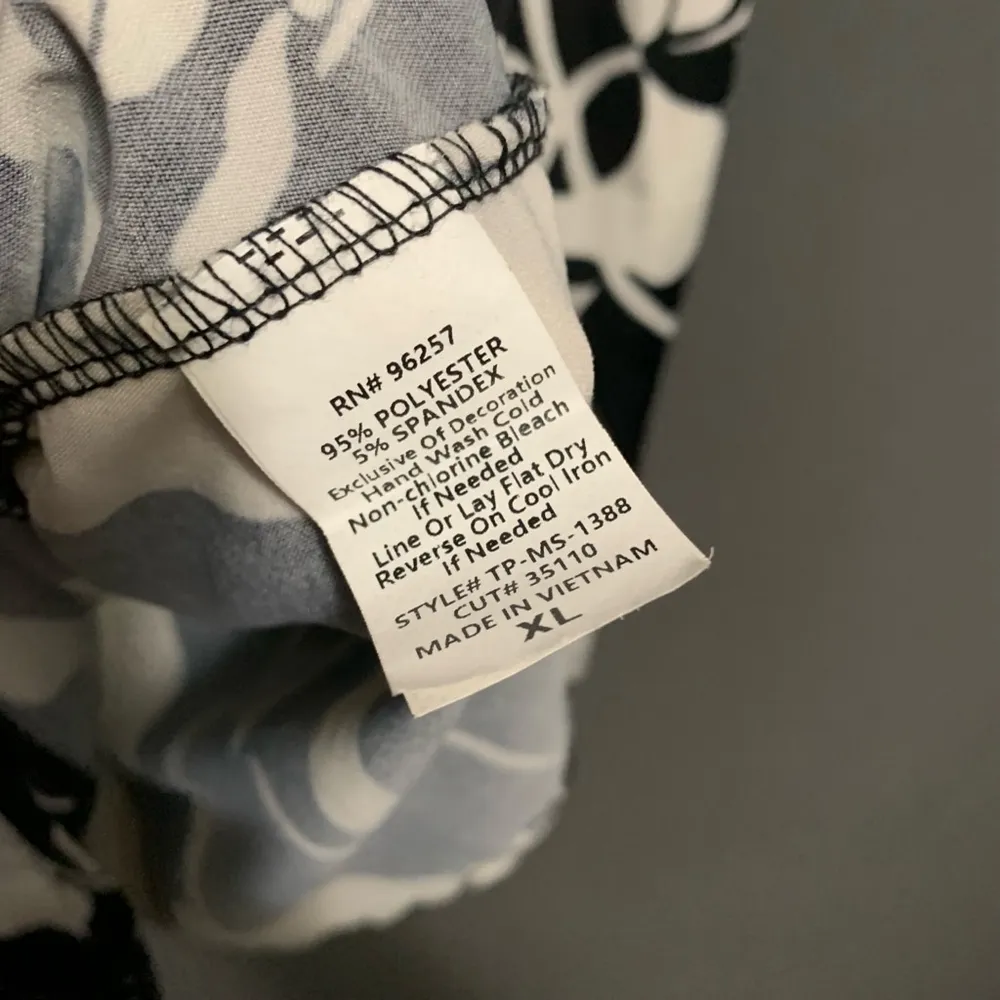 RN# 96257
95% POLYESTER
5% SPANDEX
Exclusive Of Decoration
Hand Wash Cold
Non-chlorine Bleach
If Needed
Line Or Lay Flat Dry
Reverse On Cool Iron
If Needed
STYLE# TP-MS-1388
CUT# 35110
MADE IN VIETNAM
XL